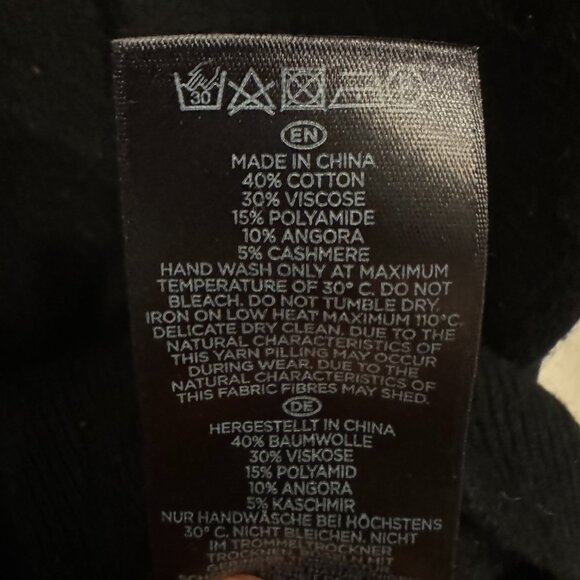 30
EN
MADE IN CHINA
40% COTTON
30% VISCOSE
15% POLYAMIDE
10% ANGORA
5% CASHMERE
HAND WASH ONLY AT MAXIMUM
TEMPERATURE OF 30° C. DO NOT
BLEACH. DO NOT TUMBLE DRY.
IRON ON LOW HEAT MAXIMUM 110°C.
DELICATE DRY CLEAN. DUE TO THE
NATURAL CHARACTERISTICS OF
THIS YARN PILLING MAY OCCUR
DURING WEAR. DUE TO THE
NATURAL CHARACTERISTICS OF
THIS FABRIC FIBRES MAY SHED.
DE
HERGESTELLT IN CHINA
40% BAUMWOLLE
30% VISKOSE
15% POLYAMID
10% ANGORA
5% KASCHMIR
NUR HANDWÄSCHE BEI HÖCHSTENS
30° C. NICHT BLEICHEN. NICHT
IM TROMMELTROCKNER
TROCKNEN